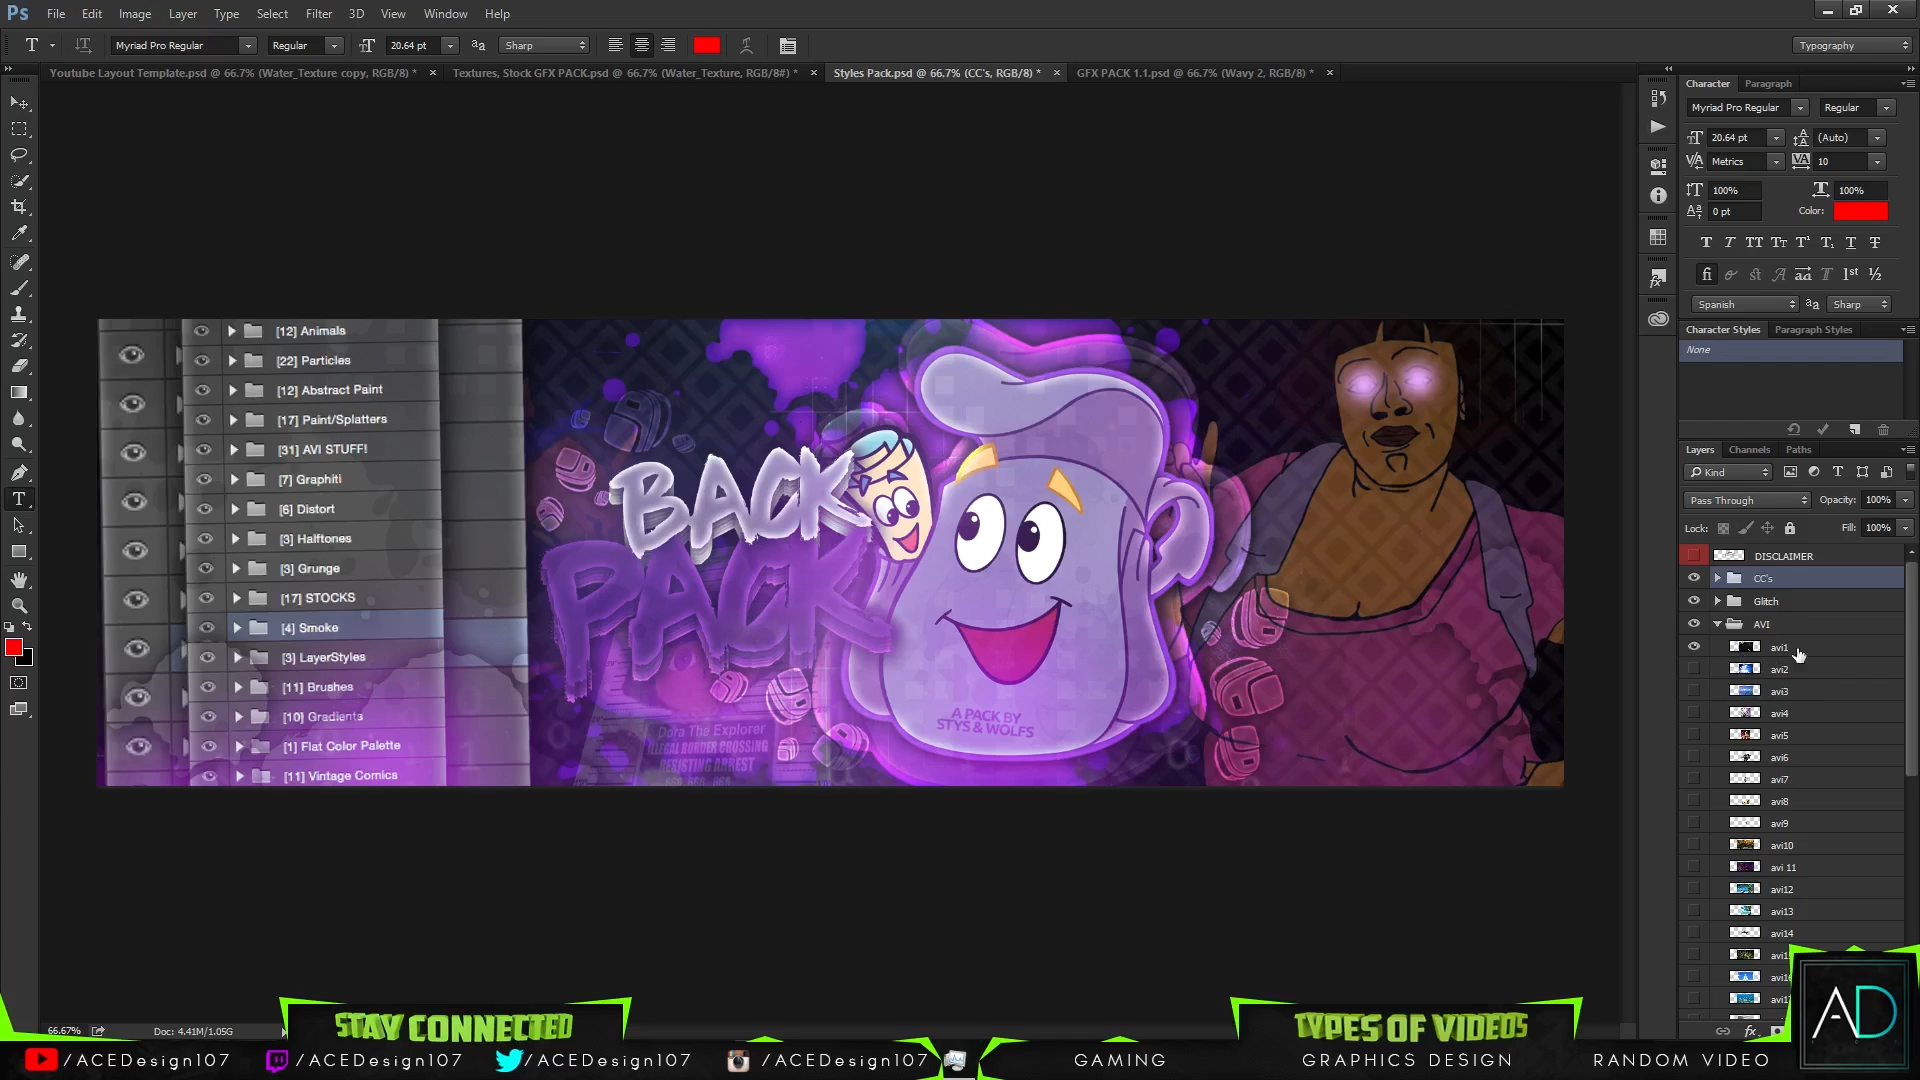 Ps File Edit Image Layer Type Select Filter 3D View Window Help
T Myriad Pro Regular Regular 20.64 pt Sharp Typography
Youtube Layout Template.psd @ 66.7% (Water_Texture copy, RGB/8) * × Textures, Stock GFX PACK.psd @ 66.7% (Water_Texture, RGB/8#) * × Styles Pack.psd @ 66.7% (CC's, RGB/8) * × GFX PACK 1.1.psd @ 66.7% (Wavy 2, RGB/8) * ×
Character Paragraph
Myriad Pro Regular Regular
20.64 pt (Auto)
Metrics 10
100% 100%
0 pt Color:
Spanish Sharp
Character Styles Paragraph Styles
None
Layers Channels Paths
Kind
Pass Through Opacity: 100%
Lock: Fill: 100%
DISCLAIMER
CC's
Glitch
AVI
avi1
avi2
avi3
avi4
avi5
avi6
avi7
avi8
avi9
avi10
avi 11
avi12
avi13
avi14
[12] Animals
[22] Particles
[12] Abstract Paint
[17] Paint/Splatters
[31] AVI STUFF!
[7] Graphiti
[6] Distort
[3] Halftones
[3] Grunge
[17] STOCKS
[4] Smoke
[3] LayerStyles
[11] Brushes
[10] Gradients
[1] Flat Color Palette
[11] Vintage Comics
BACK
PACK
A PACK BY
STYS & WOLFS
Dora The Explorer
ILLEGAL BORDER CROSSING
RESISTING ARREST
66.67% Doc: 4.41M/1.05G
STAY CONNECTED
TYPES OF VIDEOS
/ACEDesign107 /ACEDesign107 /ACEDesign107 /ACEDesign107 GAMING GRAPHICS DESIGN RANDOM VIDEO
AD